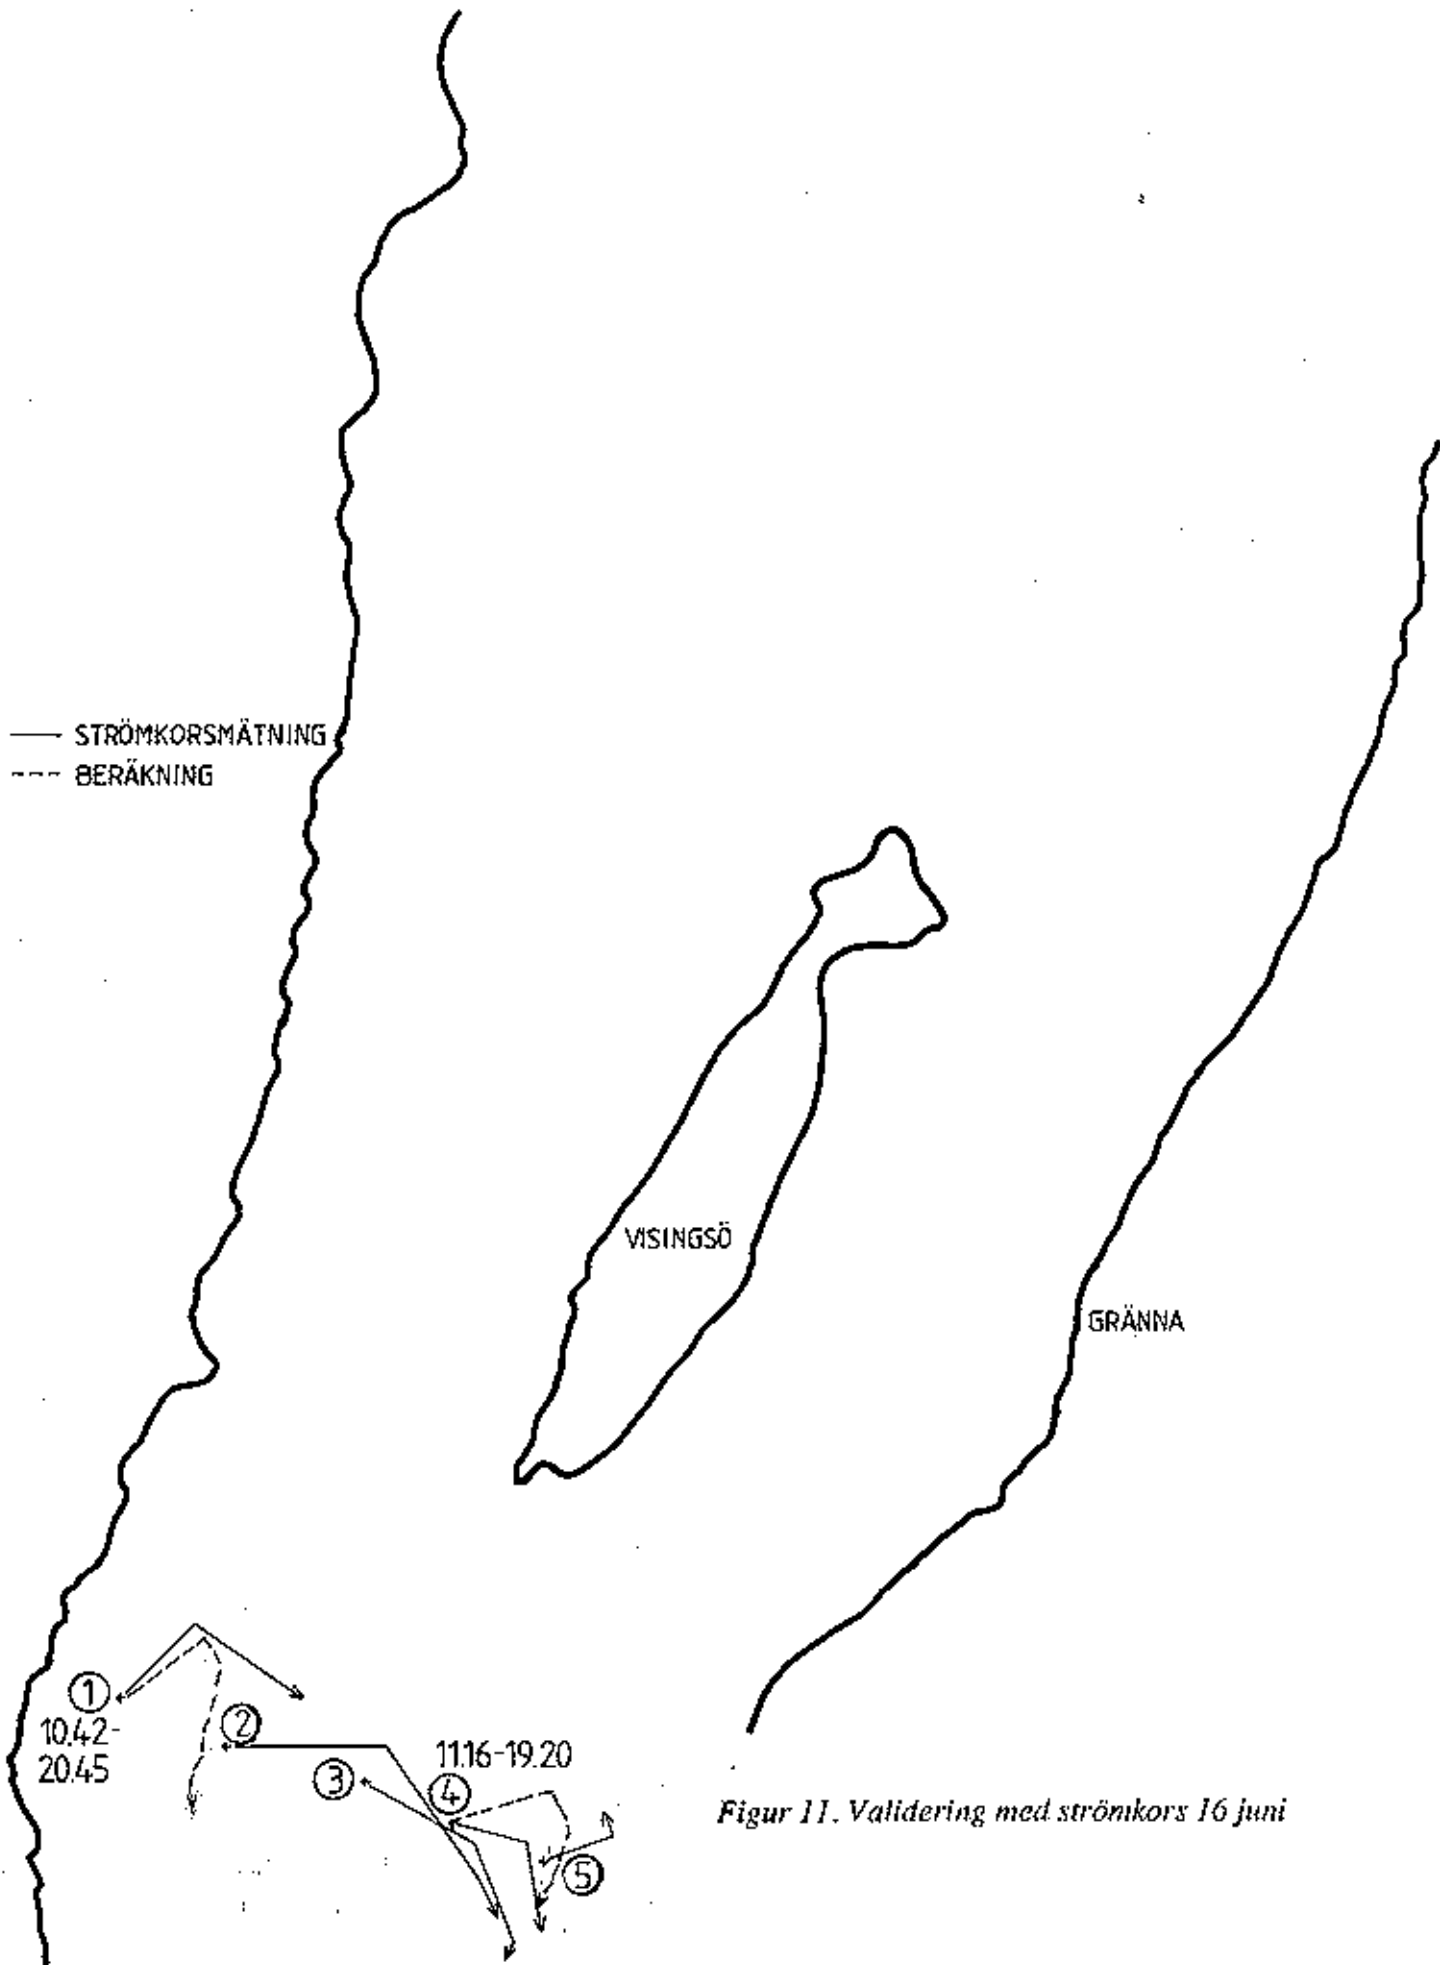 —— STRÖMKORSMÄTNING
---- BERÄKNING
VISINGSÖ
GRÄNNA
①
10.42-
20.45
②
③
11.16-19.20
④
⑤
Figur 11. Validering med strömkors 16 juni